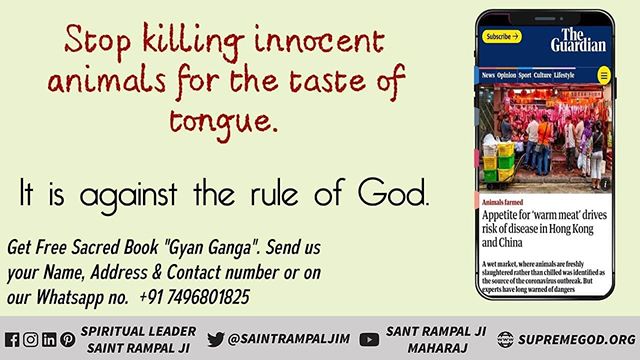 Stop killing innocent
animals for the taste of
tongue.
It is against the rule of God.
Get Free Sacred Book "Gyan Ganga". Send us
your Name, Address & Contact number or on
our Whatsapp no. +91 7496801825
Subscribe →
The
Guardian
News Opinion Sport Culture Lifestyle
Animals farmed
Appetite for 'warm meat' drives
risk of disease in Hong Kong
and China
A wet market, where animals are freshly
slaughtered rather than chilled was identified as
the source of the coronavirus outbreak. But
experts have long warned of dangers
SPIRITUAL LEADER
SAINT RAMPAL JI
@SAINTRAMPALJIM
SANT RAMPAL JI
MAHARAJ
SUPREMEGOD.ORG